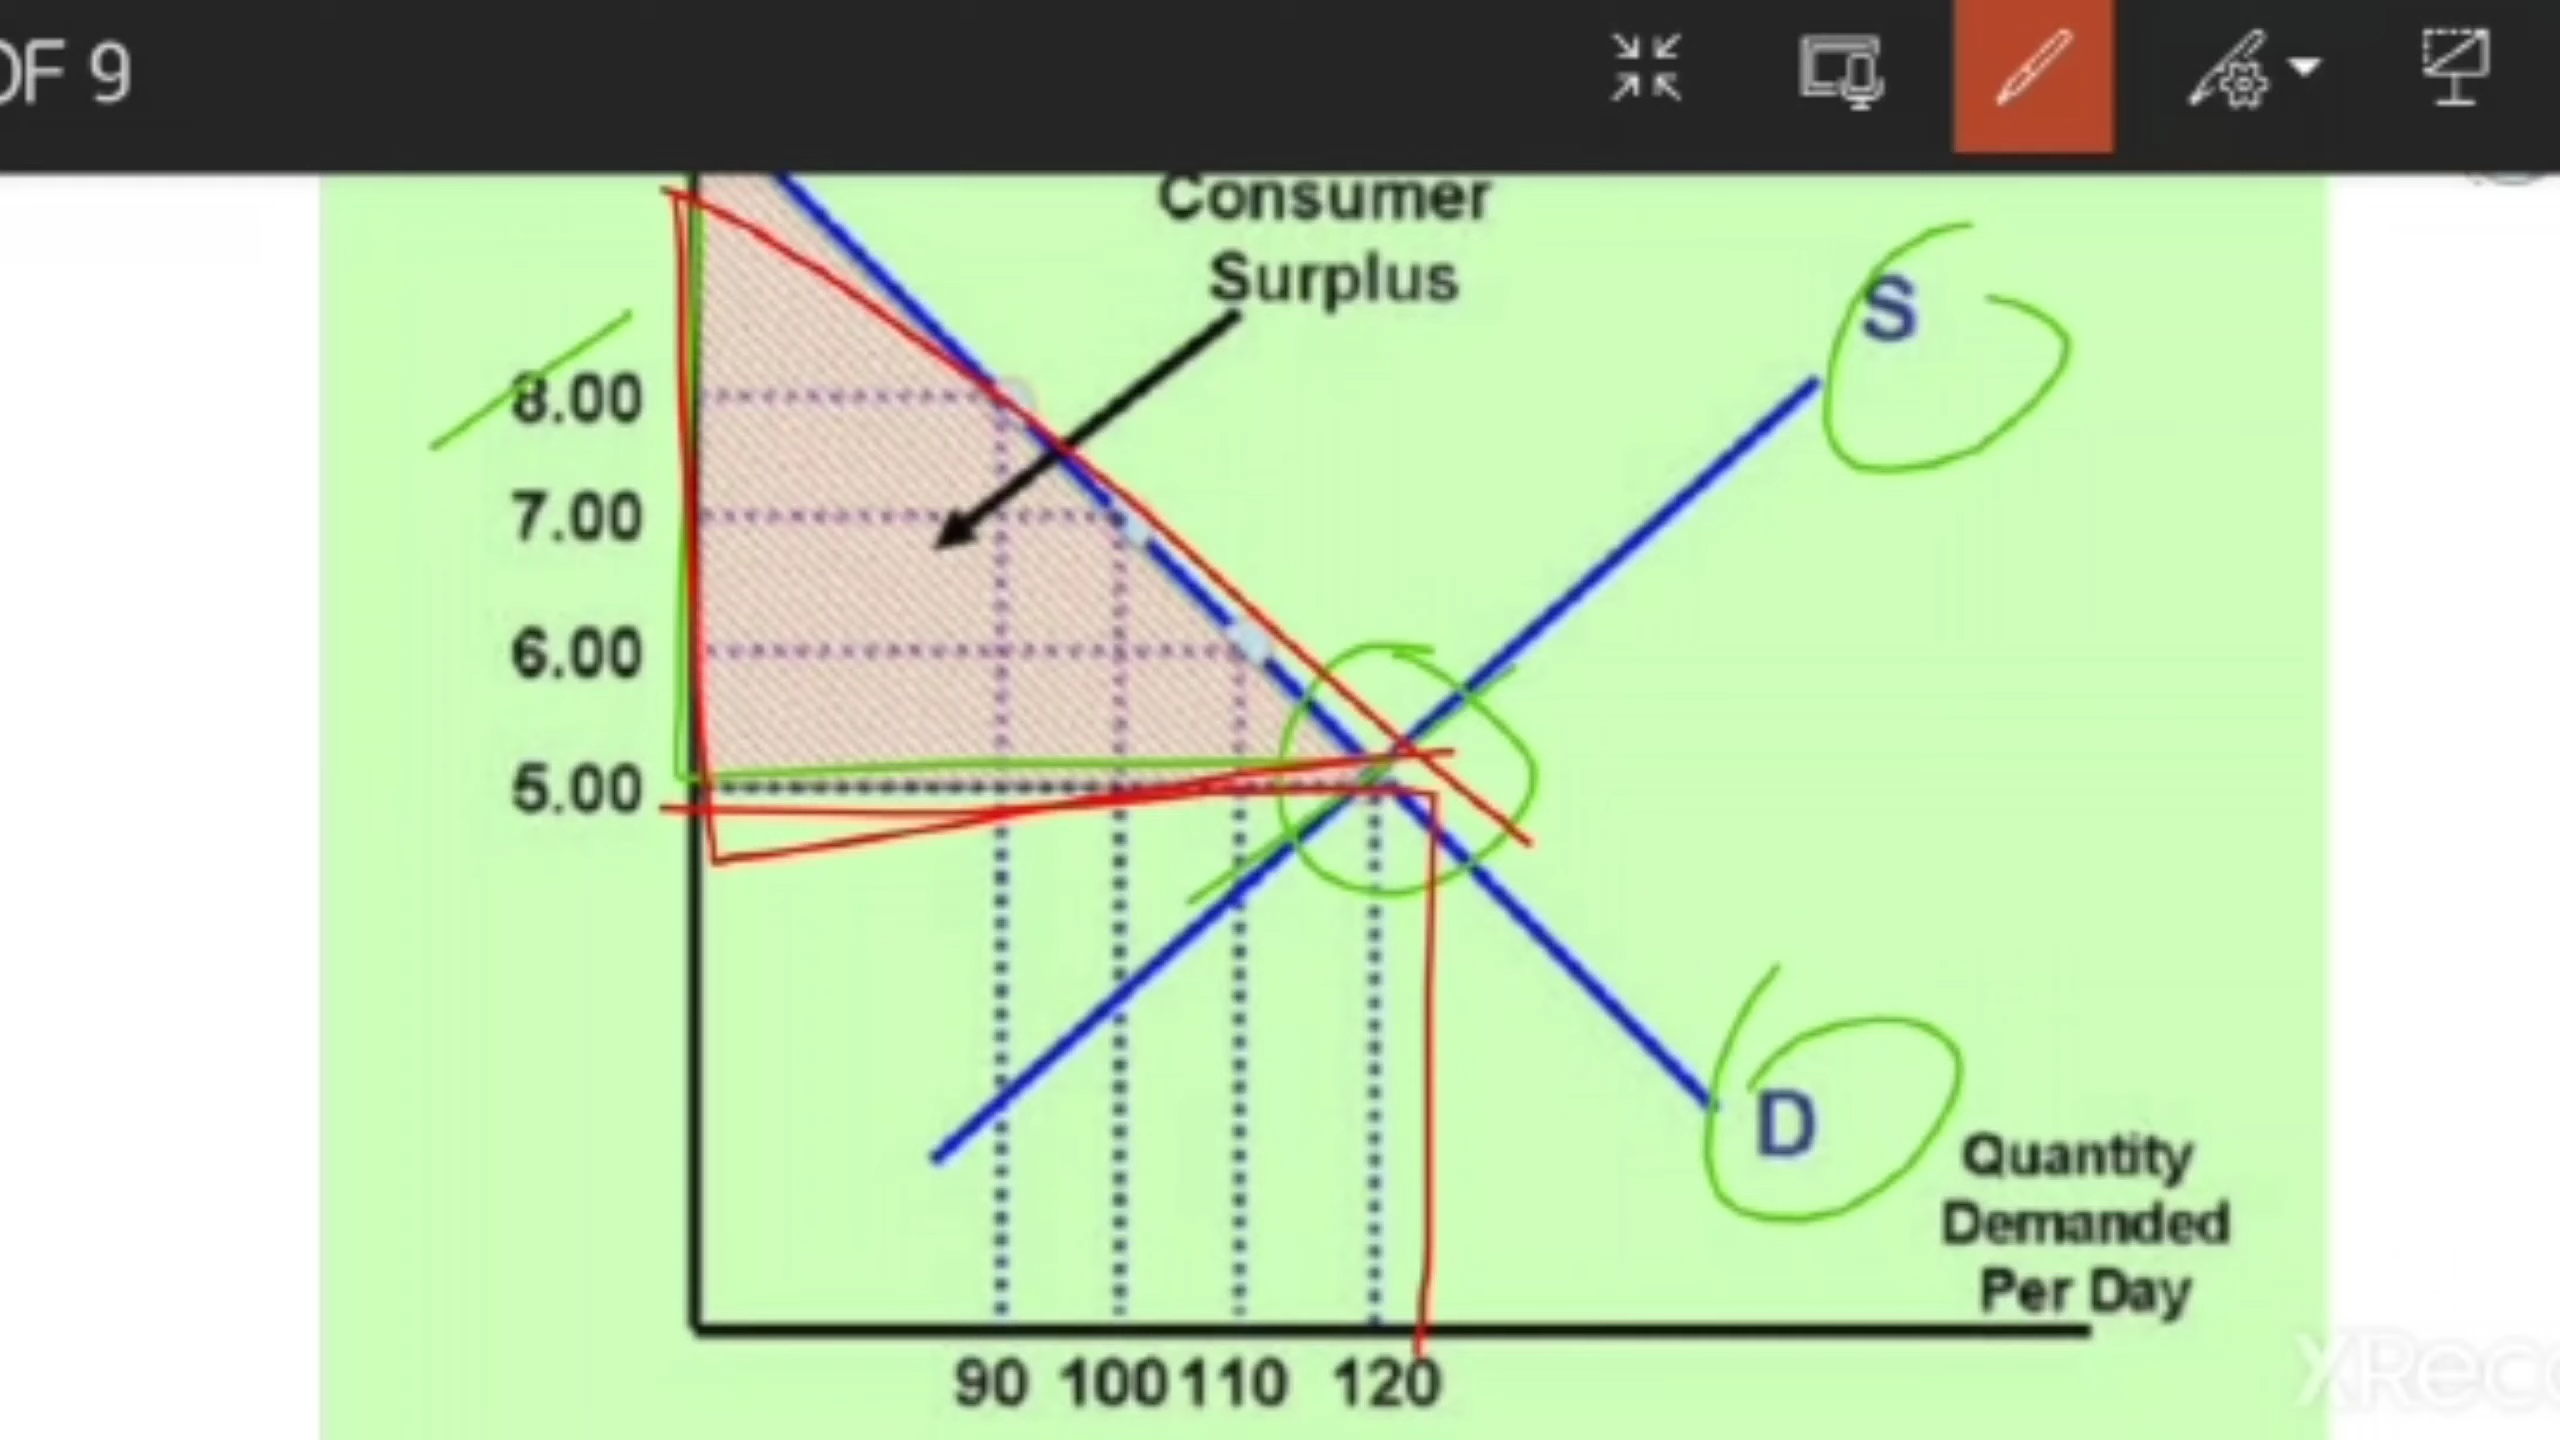 OF 9
Consumer
Surplus
S
8.00
7.00
6.00
5.00
D
Quantity
Demanded
Per Day
90 100 110 120